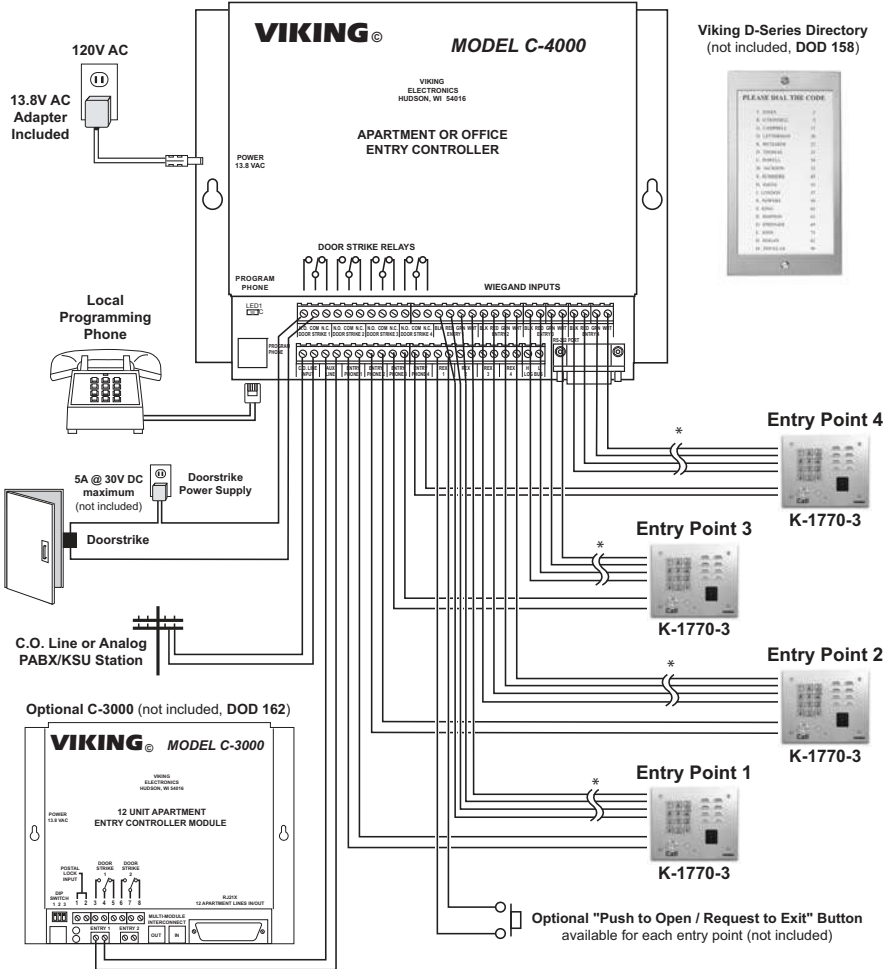 VIKING©
MODEL C-4000
VIKING
ELECTRONICS
HUDSON, WI 54016
APARTMENT OR OFFICE
ENTRY CONTROLLER
POWER
13.8 VAC
120V AC
13.8V AC
Adapter
Included
Viking D-Series Directory
(not included, DOD 158)
PLEASE DIAL THE CODE
DOOR STRIKE RELAYS
PROGRAM
PHONE
WIEGAND INPUTS
LED1
N.O. COM N.C. N.O. COM N.C. N.O. COM N.C. N.O. COM N.C. BLK RED GRN WHT BLK RED GRN WHT BLK RED GRN WHT BLK RED GRN WHT
DOOR STRIKE 1 DOOR STRIKE 2 DOOR STRIKE 3 DOOR STRIKE 4 ENTRY 1 ENTRY 2 ENTRY 3 ENTRY 4
PROGRAM
PHONE
RS-232 PORT
C.O. LINE
INPUT
AUX
LINE
ENTRY
PHONE 1
ENTRY
PHONE 2
ENTRY
PHONE 3
ENTRY
PHONE 4
REX
1
REX
2
REX
3
REX
4
LOG BUS
Local
Programming
Phone
5A @ 30V DC
maximum
(not included)
Doorstrike
Power Supply
Doorstrike
C.O. Line or Analog
PABX/KSU Station
Entry Point 4
*
Call
K-1770-3
Entry Point 3
*
Call
K-1770-3
Entry Point 2
*
Call
K-1770-3
Entry Point 1
*
Call
K-1770-3
Optional C-3000 (not included, DOD 162)
VIKING©
MODEL C-3000
VIKING
ELECTRONICS
HUDSON, WI 54016
POWER
13.8 VAC
12 UNIT APARTMENT
ENTRY CONTROLLER MODULE
POSTAL
LOCK
INPUT
DOOR
STRIKE
1
DOOR
STRIKE
2
DIP
SWITCH
1 2 3
1 2 3 4 5 6 7 8
RJ21X
12 APARTMENT LINES IN/OUT
ENTRY 1 ENTRY 2
MULTI-MODULE
INTERCONNECT
OUT IN
Optional "Push to Open / Request to Exit" Button
available for each entry point (not included)